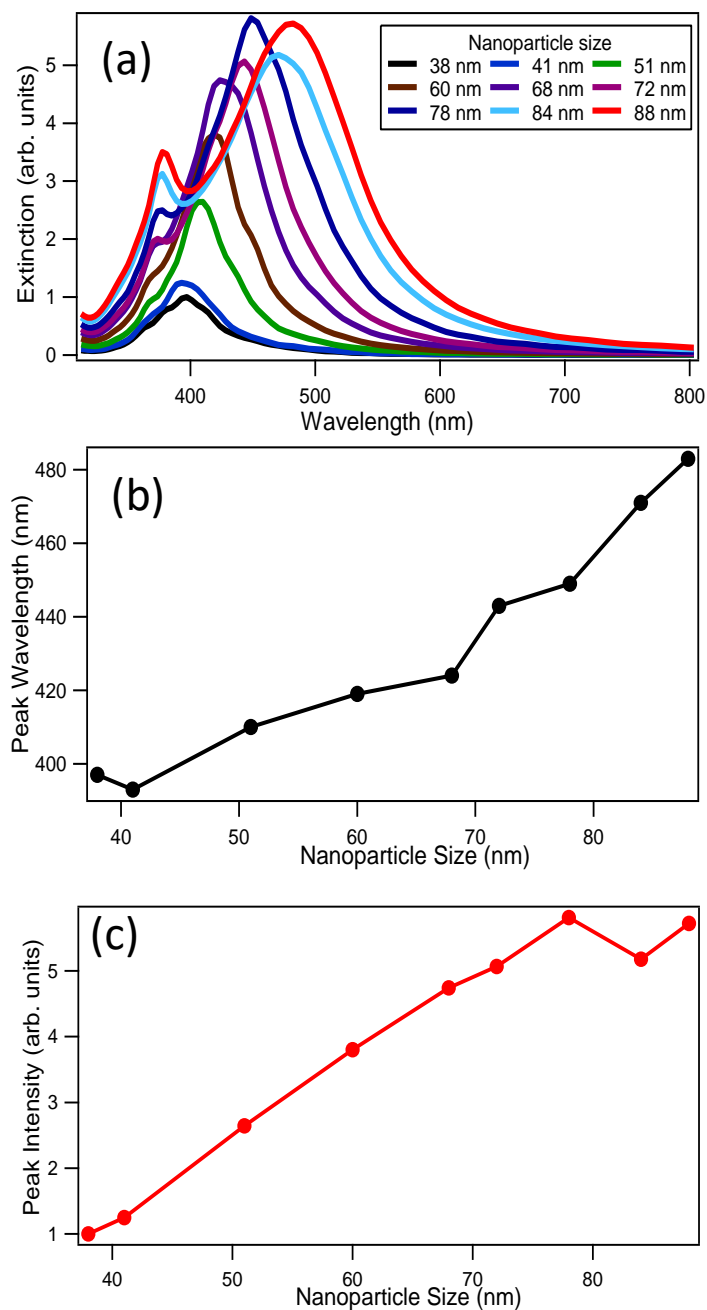 (a)
Nanoparticle size
38 nm 41 nm 51 nm
60 nm 68 nm 72 nm
78 nm 84 nm 88 nm
Extinction (arb. units)
5
4
3
2
1
0
400 500 600 700 800
Wavelength (nm)
(b)
Peak Wavelength (nm)
480
460
440
420
400
40 50 60 70 80
Nanoparticle Size (nm)
(c)
Peak Intensity (arb. units)
5
4
3
2
1
40 50 60 70 80
Nanoparticle Size (nm)